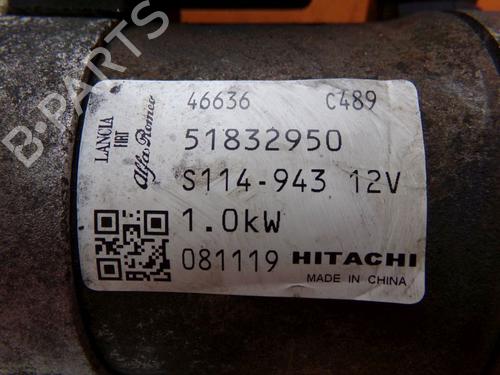 B-PARTS
46636 C489
LANCIA
FIAT
Alfa Romeo
51832950
S114-943 12V
1.0kW
081119 HITACHI
MADE IN CHINA